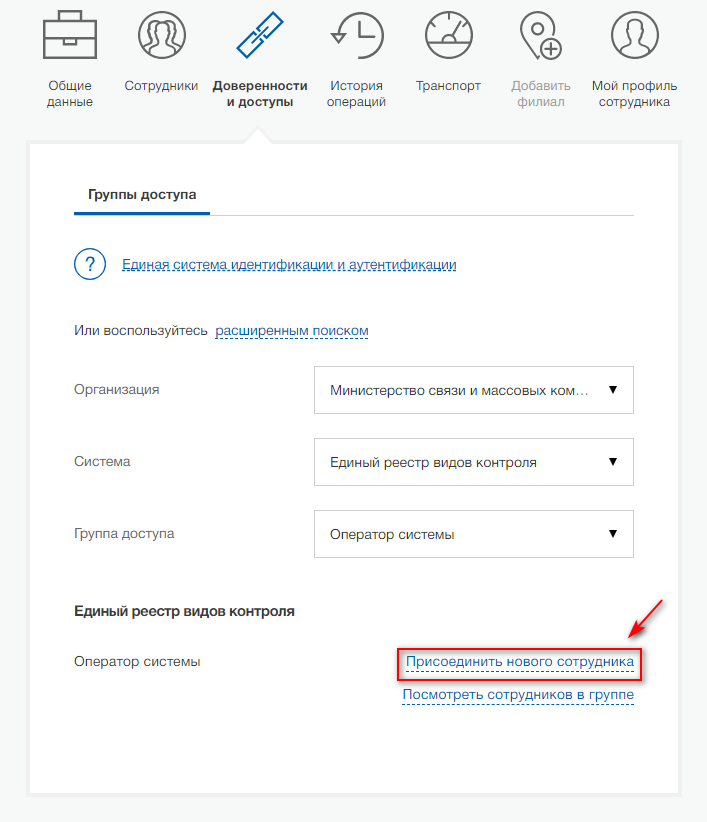 Общие данные
Сотрудники
Доверенности и доступы
История операций
Транспорт
Добавить филиал
Мой профиль сотрудника
Группы доступа
?
Единая система идентификации и аутентификации
Или воспользуйтесь расширенным поиском
Организация
Министерство связи и массовых ком...
Система
Единый реестр видов контроля
Группа доступа
Оператор системы
Единый реестр видов контроля
Оператор системы
Присоединить нового сотрудника
Посмотреть сотрудников в группе